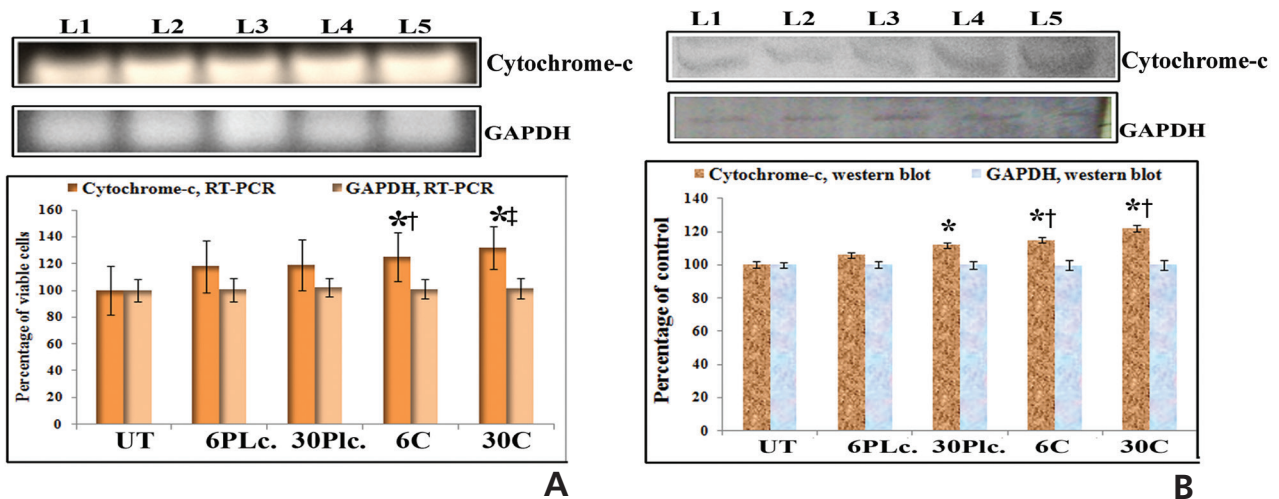 L1 L2 L3 L4 L5
Cytochrome-c
GAPDH
Cytochrome-c, RT-PCR GAPDH, RT-PCR
Percentage of viable cells
160
140
120
100
80
60
40
20
0
*†
*‡
UT 6PLc. 30Plc. 6C 30C
A
L1 L2 L3 L4 L5
Cytochrome-c
GAPDH
Cytochrome-c, western blot GAPDH, western blot
Percentage of control
140
120
100
80
60
40
20
0
*
*†
*†
UT 6PLc. 30Plc. 6C 30C
B